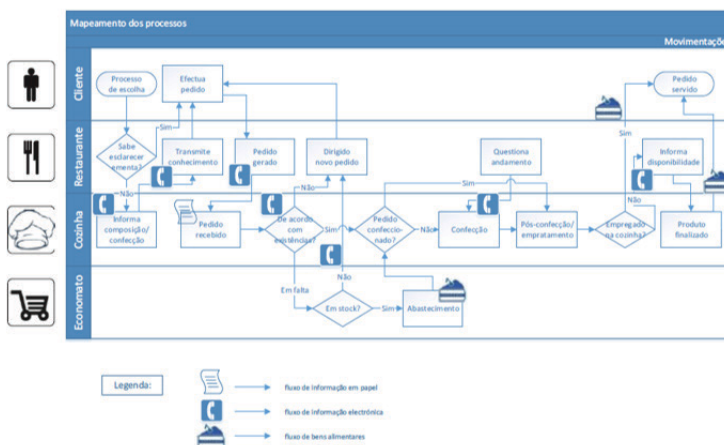 Mapeamento dos processos
Movimentaçõe
Cliente
Processo
de escolha
Efectua
pedido
Pedido
servido
Sim
Sim
Restaurante
Sabe
esclarecer
ementa?
Transmite
conhecimento
Pedido
gerado
Dirigido
novo pedido
Questiona
andamento
Informa
disponibilidade
Não
Não
Sim
Não
Cozinha
Informa
composição/
confecção
Pedido
recebido
De acordo
com
existências?
Sim
Pedido
confeccio-
nado?
Não
Confecção
Pós-confecção/
empratamento
Empregado
na cozinha?
Produto
finalizado
Economato
Em falta
Não
Em stock?
Sim
Abastecimento
Legenda:
fluxo de informação em papel
fluxo de informação electrónica
fluxo de bens alimentares